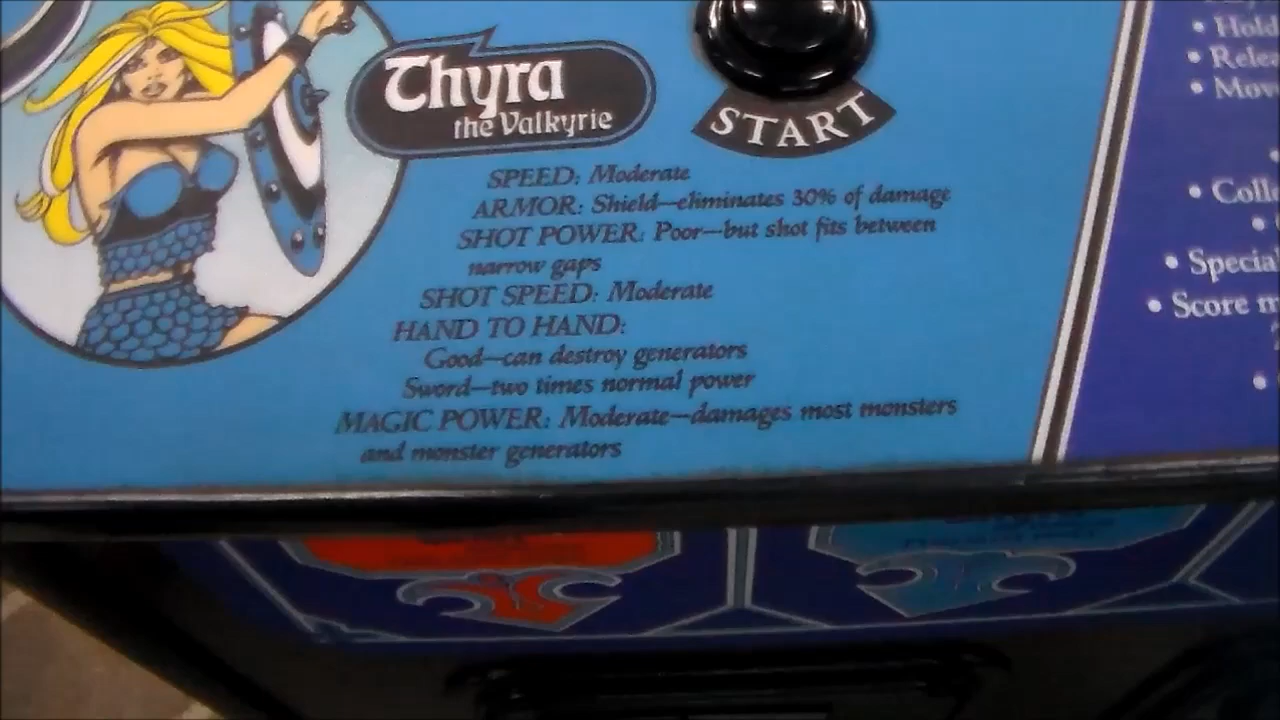 Thyra
the Valkyrie
START
SPEED: Moderate
ARMOR: Shield—eliminates 30% of damage
SHOT POWER: Poor—but shot fits between
narrow gaps
SHOT SPEED: Moderate
HAND TO HAND:
Good—can destroy generators
Sword—two times normal power
MAGIC POWER: Moderate—damages most monsters
and monster generators
• Hold
• Relea
• Mov
• Colle
• Specia
• Score m